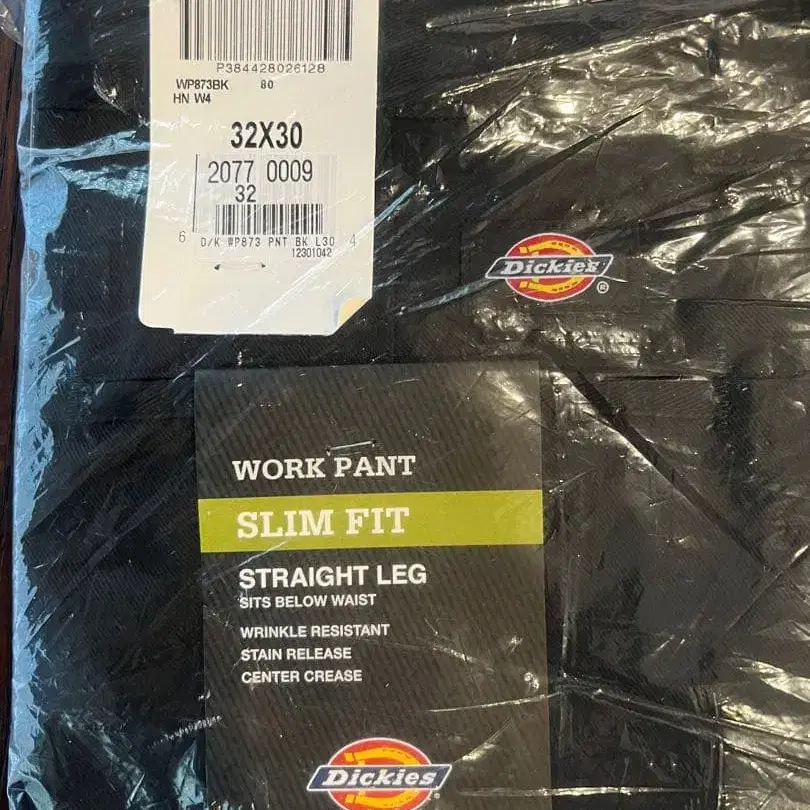 P384428026128
WP873BK 80
HN W4
32X30
2077 0009
32
6 D/K WP873 PNT BK L30 4
12301042
Dickies®
WORK PANT
SLIM FIT
STRAIGHT LEG
SITS BELOW WAIST
WRINKLE RESISTANT
STAIN RELEASE
CENTER CREASE
Dickies®